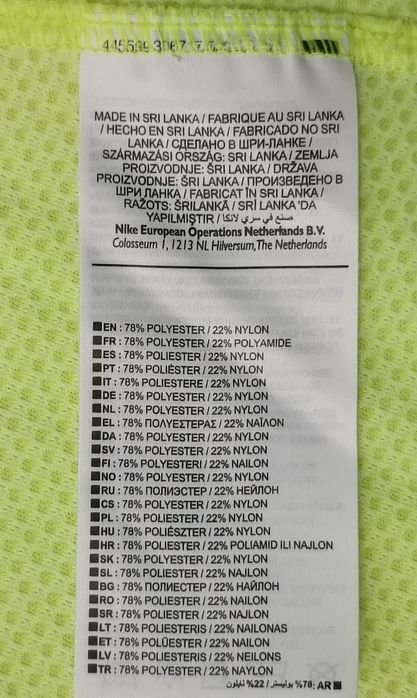 MADE IN SRI LANKA / FABRIQUE AU SRI LANKA
/ HECHO EN SRI LANKA / FABRICADO NO SRI
LANKA / СДЕЛАНО В ШРИ-ЛАНКЕ /
SZÁRMAZÁSI ORSZÁG: SRI LANKA / ZEMLJA
PROIZVODNJE: ŠRI LANKA / DRŽAVA
PROIZVODNJE: ŠRI LANKA / ПРОИЗВЕДЕНО В
ШРИ ЛАНКА / FABRICAT ÎN SRI LANKA /
RAŽOTS: ŠRILANKĀ / SRİ LANKA'DA
YAPILMIŞTIR / صنع في سري لانكا
Nike European Operations Netherlands B.V.
Colosseum 1, 1213 NL Hilversum, The Netherlands
EN : 78% POLYESTER / 22% NYLON
FR : 78% POLYESTER / 22% POLYAMIDE
ES : 78% POLIESTER / 22% NYLON
PT : 78% POLIÉSTER / 22% NYLON
IT : 78% POLIESTERE / 22% NYLON
DE : 78% POLYESTER / 22% NYLON
NL : 78% POLYESTER / 22% NYLON
EL : 78% ΠΟΛΥΕΣΤΕΡΑΣ / 22% ΝΑΪΛΟΝ
DA : 78% POLYESTER / 22% NYLON
SV : 78% POLYESTER / 22% NYLON
FI : 78% POLYESTERI / 22% NAILON
NO : 78% POLYESTER / 22% NYLON
RU : 78% ПОЛИЭСТЕР / 22% НЕЙЛОН
CS : 78% POLYESTER / 22% NYLON
PL : 78% POLIESTER / 22% NYLON
HU : 78% POLIÉSZTER / 22% NYLON
HR : 78% POLIESTER / 22% POLIAMID ILI NAJLON
SK : 78% POLYESTER / 22% NYLON
SL : 78% POLIESTER / 22% NAJLON
BG : 78% ПОЛИЕСТЕР / 22% НАЙЛОН
RO : 78% POLIESTER / 22% NAILON
SR : 78% POLIESTER / 22% NAJLON
LT : 78% POLIESTERIS / 22% NAILONAS
ET : 78% POLÜESTER / 22% NAILON
LV : 78% POLIESTERIS / 22% NEILONS
TR : 78% POLYESTER / 22% NAYLON
AR : 78% بوليستر / 22% نايلون